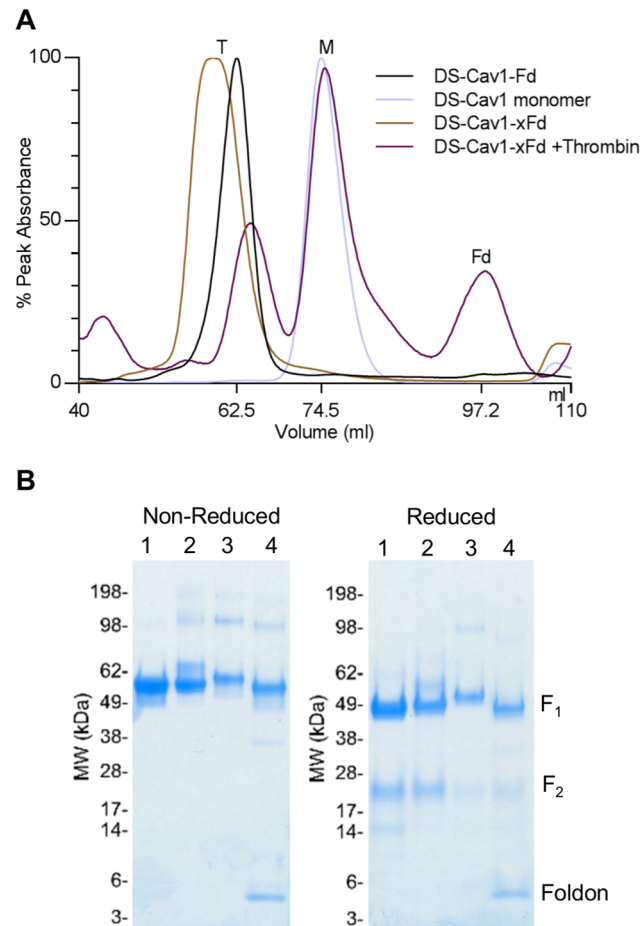 A
T M
100
50
0
% Peak Absorbance
DS-Cav1-Fd
DS-Cav1 monomer
DS-Cav1-xFd
DS-Cav1-xFd +Thrombin
Fd
ml
40 62.5 74.5 97.2 110
Volume (ml)
B
Non-Reduced Reduced
1 2 3 4 1 2 3 4
198- 198-
98- 98-
62- 62-
49- 49- F1
38- 38-
28- 28- F2
17- 17-
14- 14-
6- 6- Foldon
3- 3-
MW (kDa) MW (kDa)